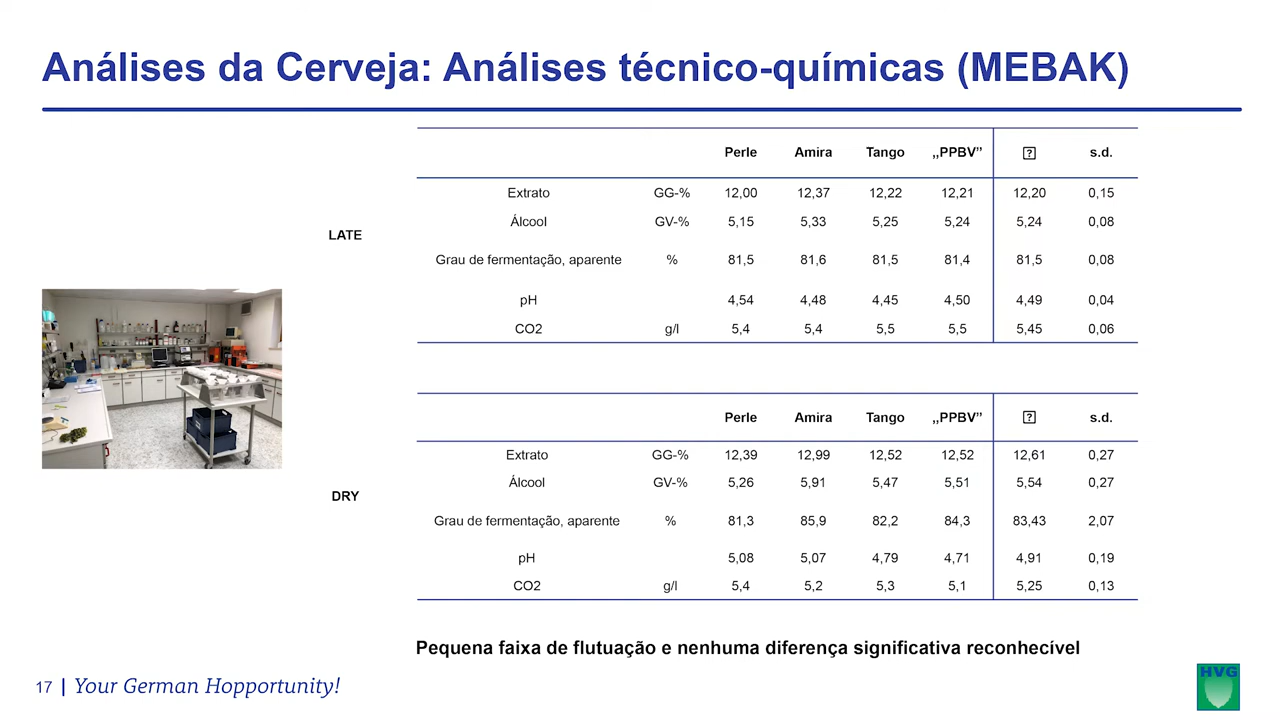 Análises da Cerveja: Análises técnico-químicas (MEBAK)
LATE
Perle Amira Tango „PPBV” ? s.d.
Extrato GG-% 12,00 12,37 12,22 12,21 12,20 0,15
Álcool GV-% 5,15 5,33 5,25 5,24 5,24 0,08
Grau de fermentação, aparente % 81,5 81,6 81,5 81,4 81,5 0,08
pH 4,54 4,48 4,45 4,50 4,49 0,04
CO2 g/l 5,4 5,4 5,5 5,5 5,45 0,06
DRY
Perle Amira Tango „PPBV” ? s.d.
Extrato GG-% 12,39 12,99 12,52 12,52 12,61 0,27
Álcool GV-% 5,26 5,91 5,47 5,51 5,54 0,27
Grau de fermentação, aparente % 81,3 85,9 82,2 84,3 83,43 2,07
pH 5,08 5,07 4,79 4,71 4,91 0,19
CO2 g/l 5,4 5,2 5,3 5,1 5,25 0,13
Pequena faixa de flutuação e nenhuma diferença significativa reconhecível
17 | Your German Hopportunity!
HVG